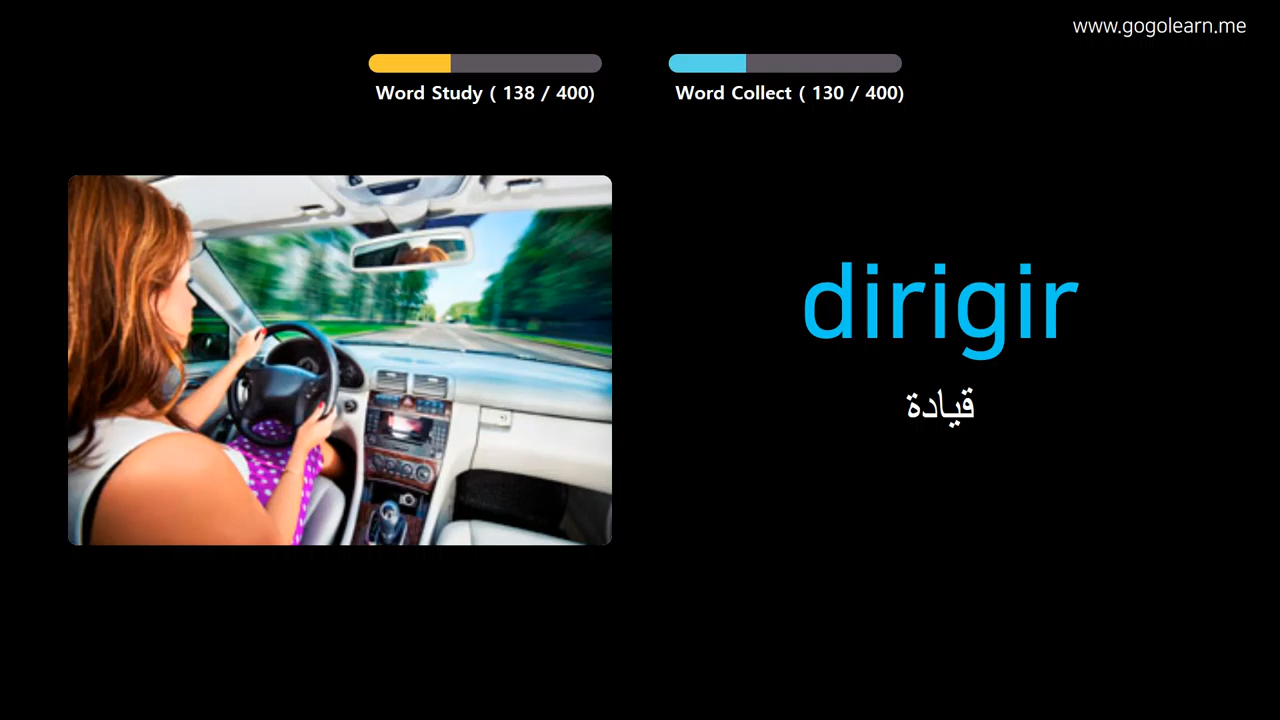 www.gogolearn.me
Word Study ( 138 / 400)
Word Collect ( 130 / 400)
dirigir
قيادة